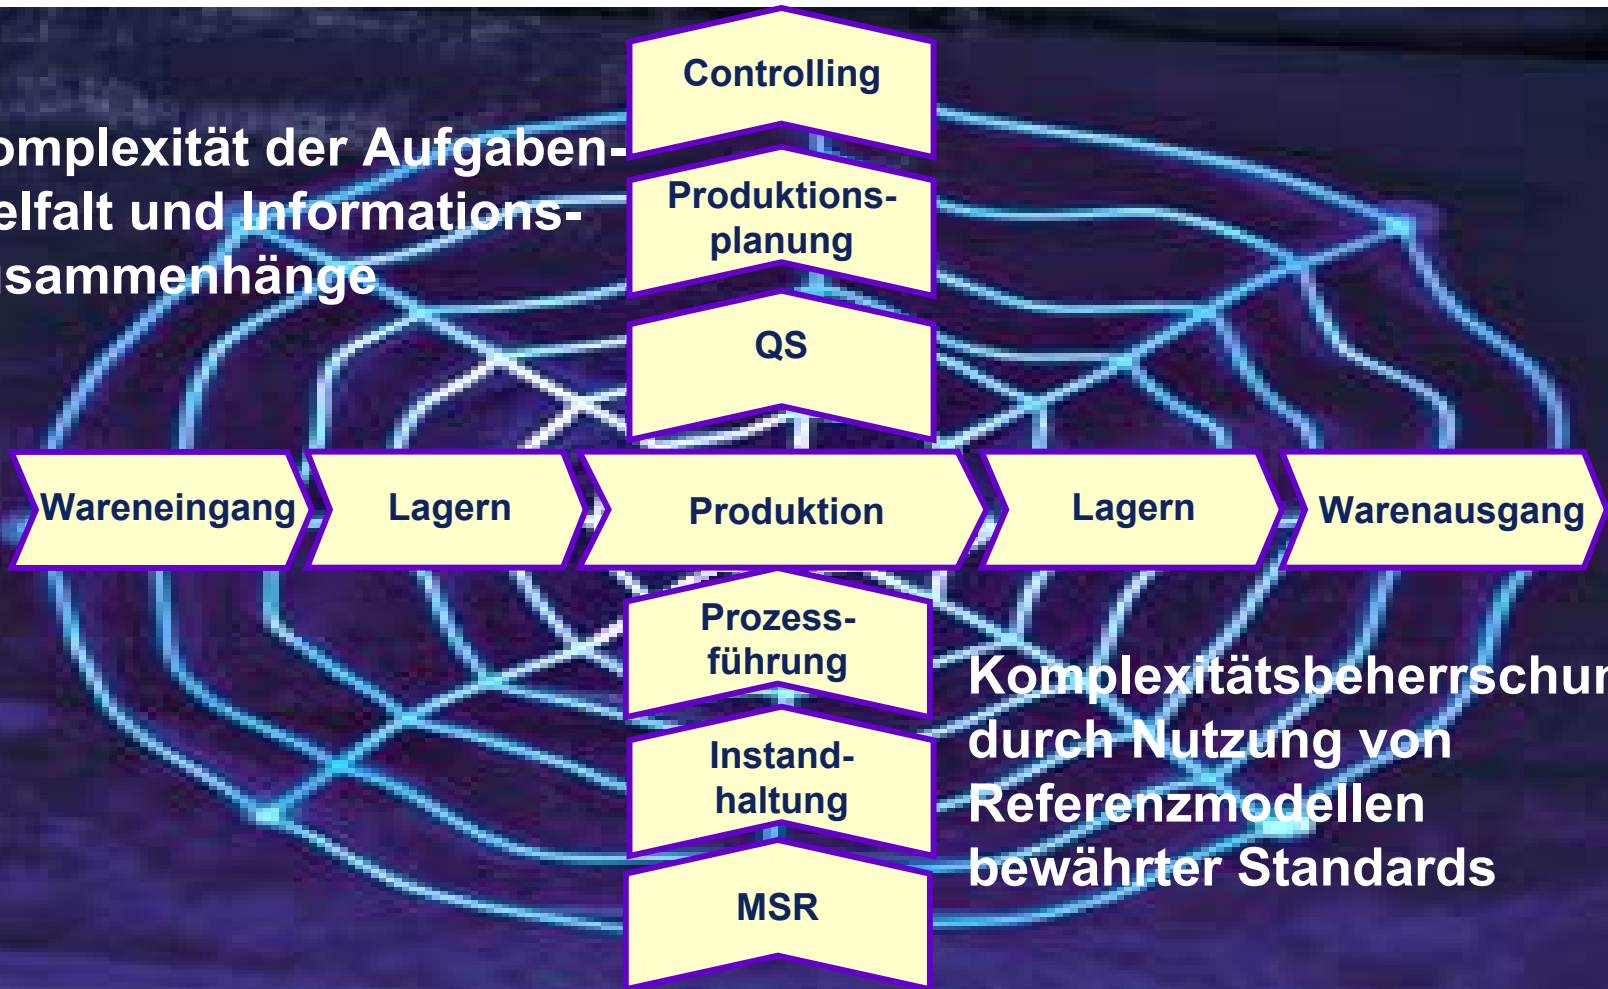 Controlling
omplexität der Aufgaben-
elfalt und Informations-
usammenhänge
Produktions-
planung
QS
Wareneingang
Lagern
Produktion
Lagern
Warenausgang
Prozess-
führung
Instand-
haltung
MSR
Komplexitätsbeherrschun
durch Nutzung von
Referenzmodellen
bewährter Standards